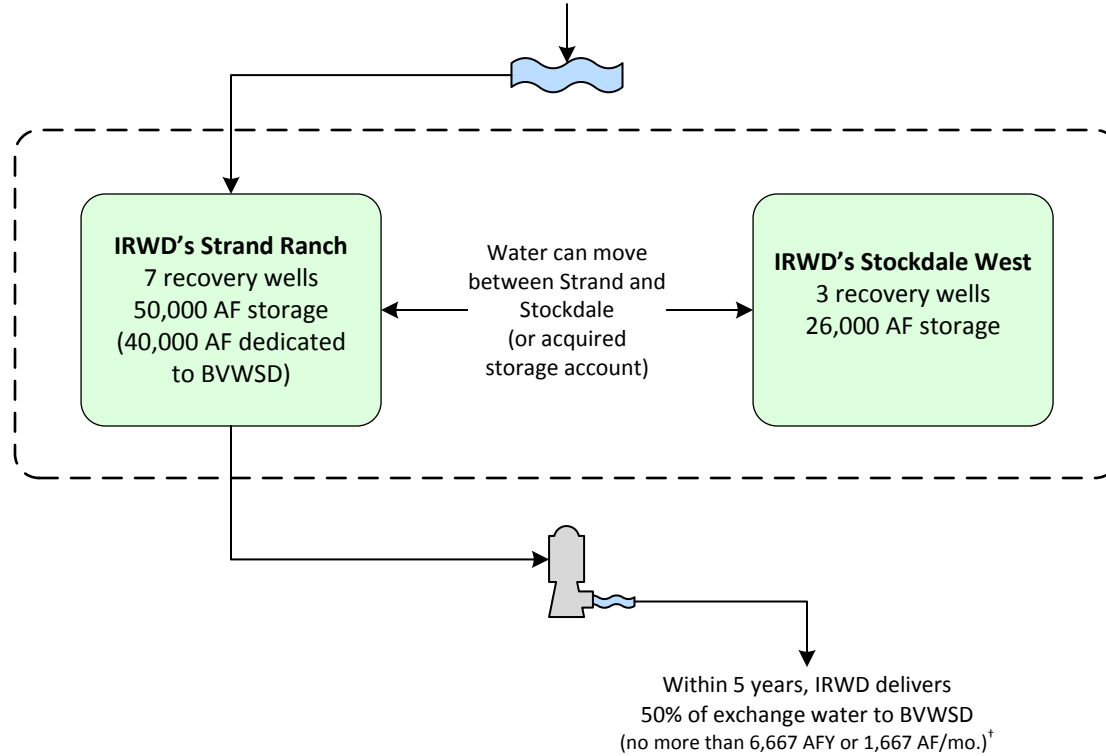 IRWD’s Strand Ranch
7 recovery wells
50,000 AF storage
(40,000 AF dedicated
to BVWSD)
Water can move
between Strand and
Stockdale
(or acquired
storage account)
IRWD’s Stockdale West
3 recovery wells
26,000 AF storage
Within 5 years, IRWD delivers
50% of exchange water to BVWSD
(no more than 6,667 AFY or 1,667 AF/mo.)†